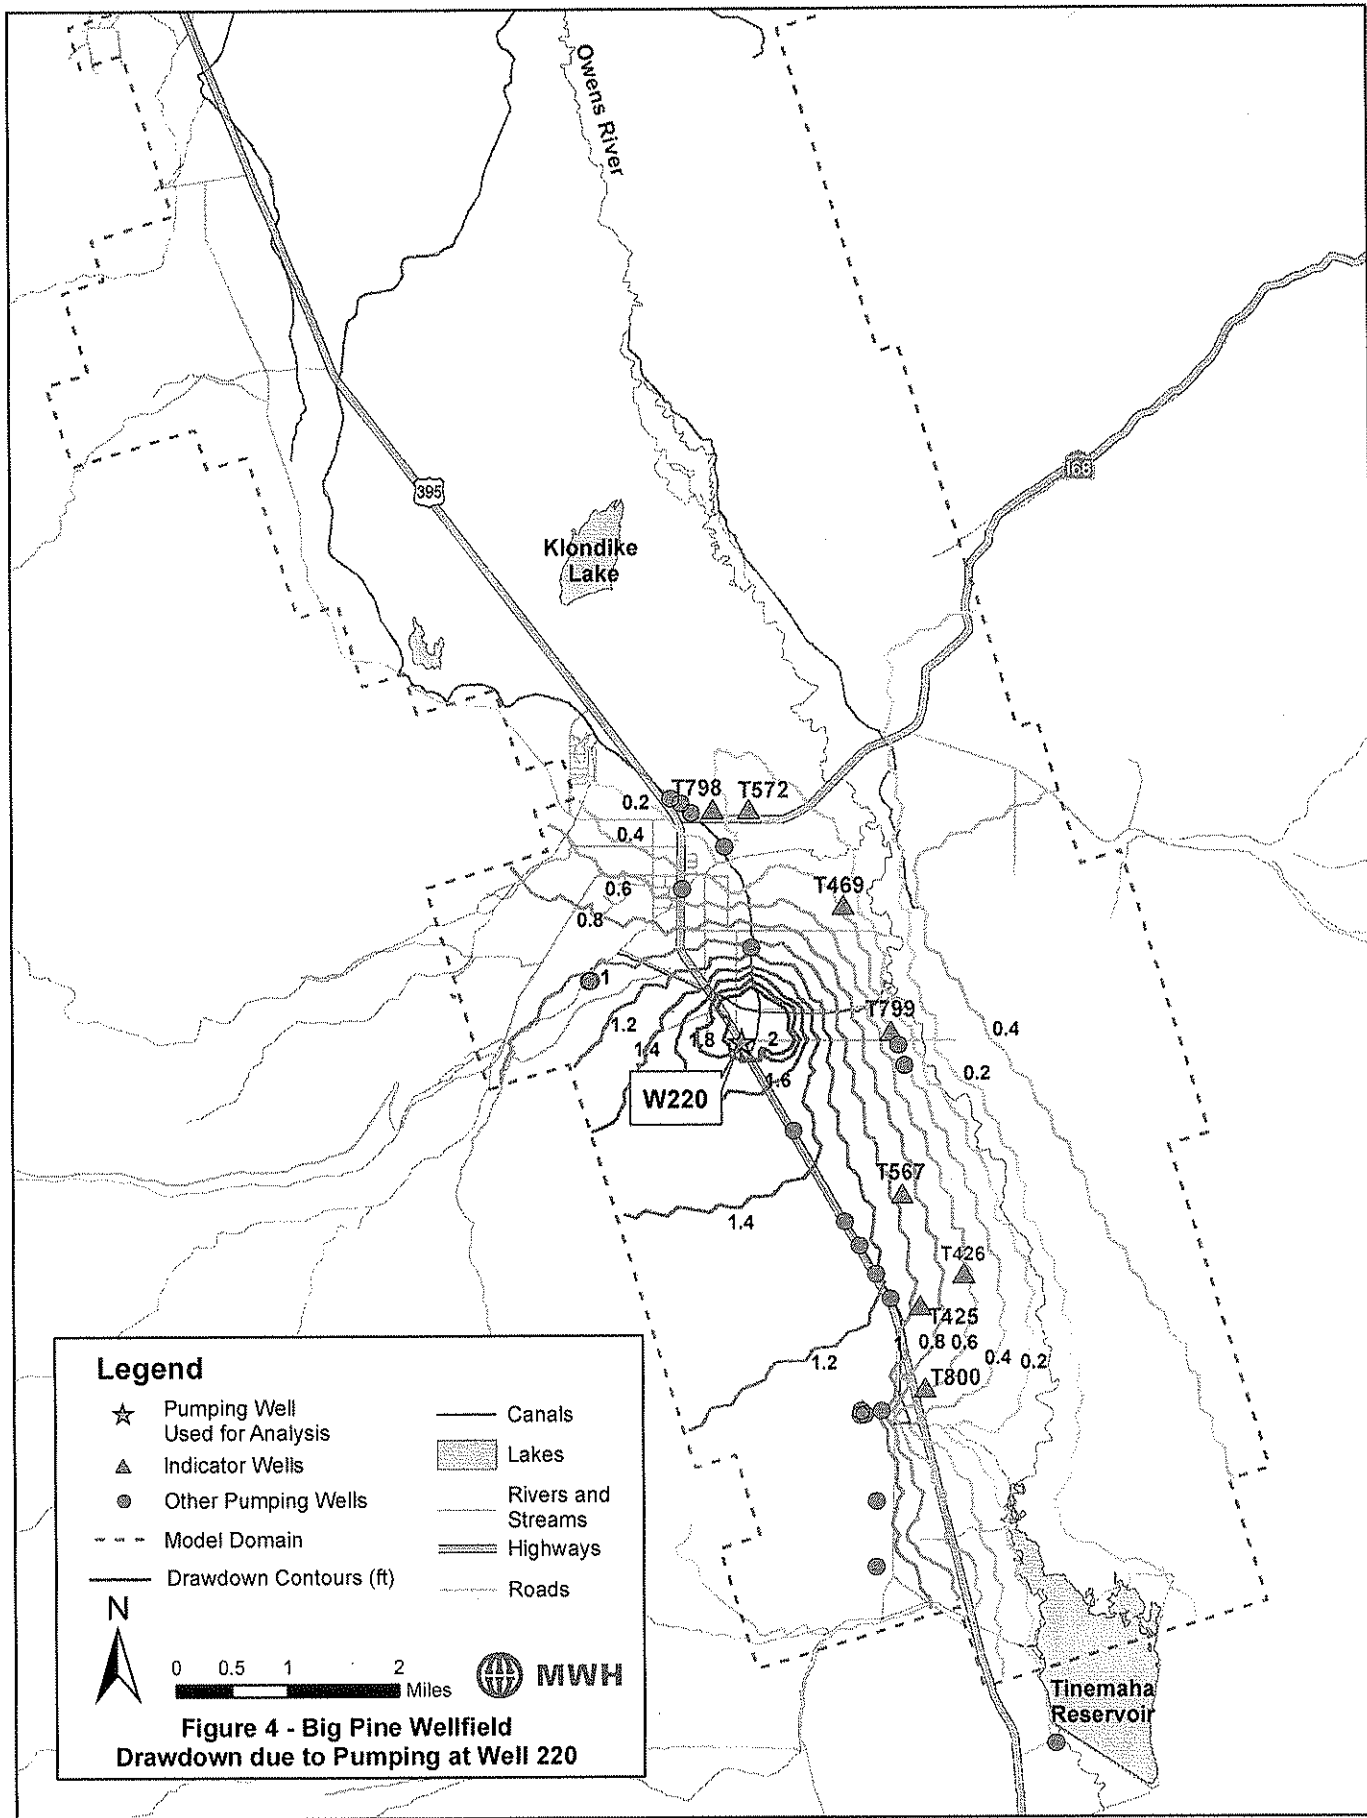 Owens River
168
395
Klondike
Lake
T798
T572
0.2
0.4
T469
0.6
0.8
1
T799
0.4
1.2
1.8
2
1.4
0.2
1.6
W220
T567
1.4
T426
T425
1
0.8
0.6
0.4
0.2
1.2
T800
Legend
Pumping Well
Used for Analysis
Indicator Wells
Other Pumping Wells
Model Domain
Drawdown Contours (ft)
Canals
Lakes
Rivers and
Streams
Highways
Roads
N
0 0.5 1 2
Miles
MWH
Figure 4 - Big Pine Wellfield
Drawdown due to Pumping at Well 220
Tinemaha
Reservoir